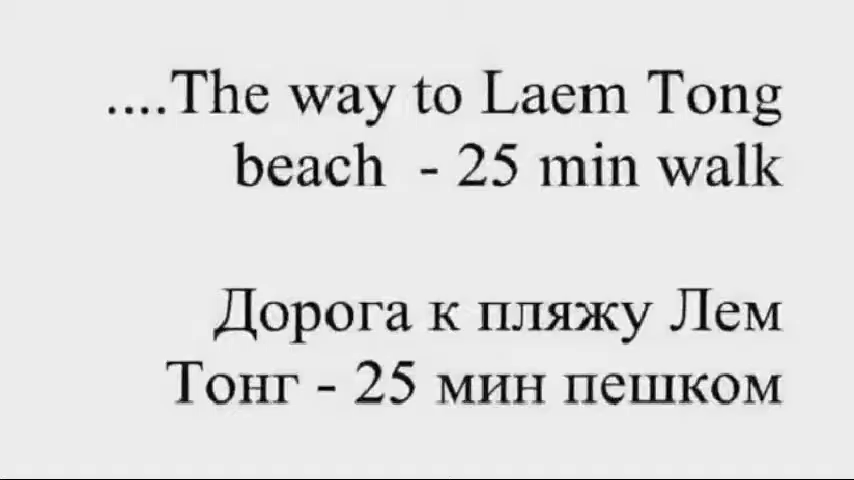 ....The way to Laem Tong
beach - 25 min walk
Дорога к пляжу Лем
Тонг - 25 мин пешком